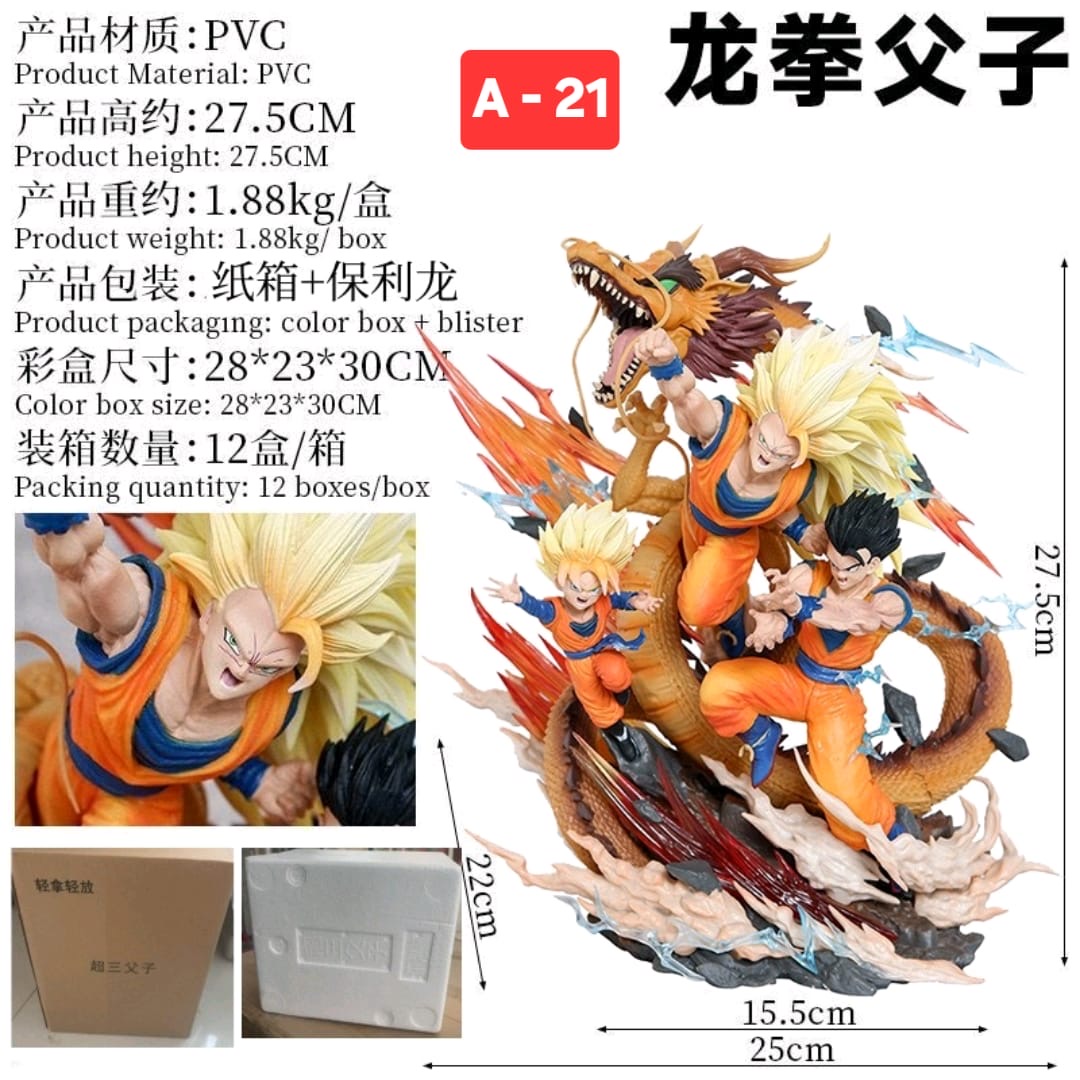 产品材质:PVC
Product Material: PVC
产品高约:27.5CM
Product height: 27.5CM
产品重约:1.88kg/盒
Product weight: 1.88kg/ box
产品包装: 纸箱+保利龙
Product packaging: color box + blister
彩盒尺寸:28*23*30CM
Color box size: 28*23*30CM
装箱数量:12盒/箱
Packing quantity: 12 boxes/box
A - 21
龙拳父子
27.5cm
22cm
15.5cm
25cm
轻拿轻放
超三父子